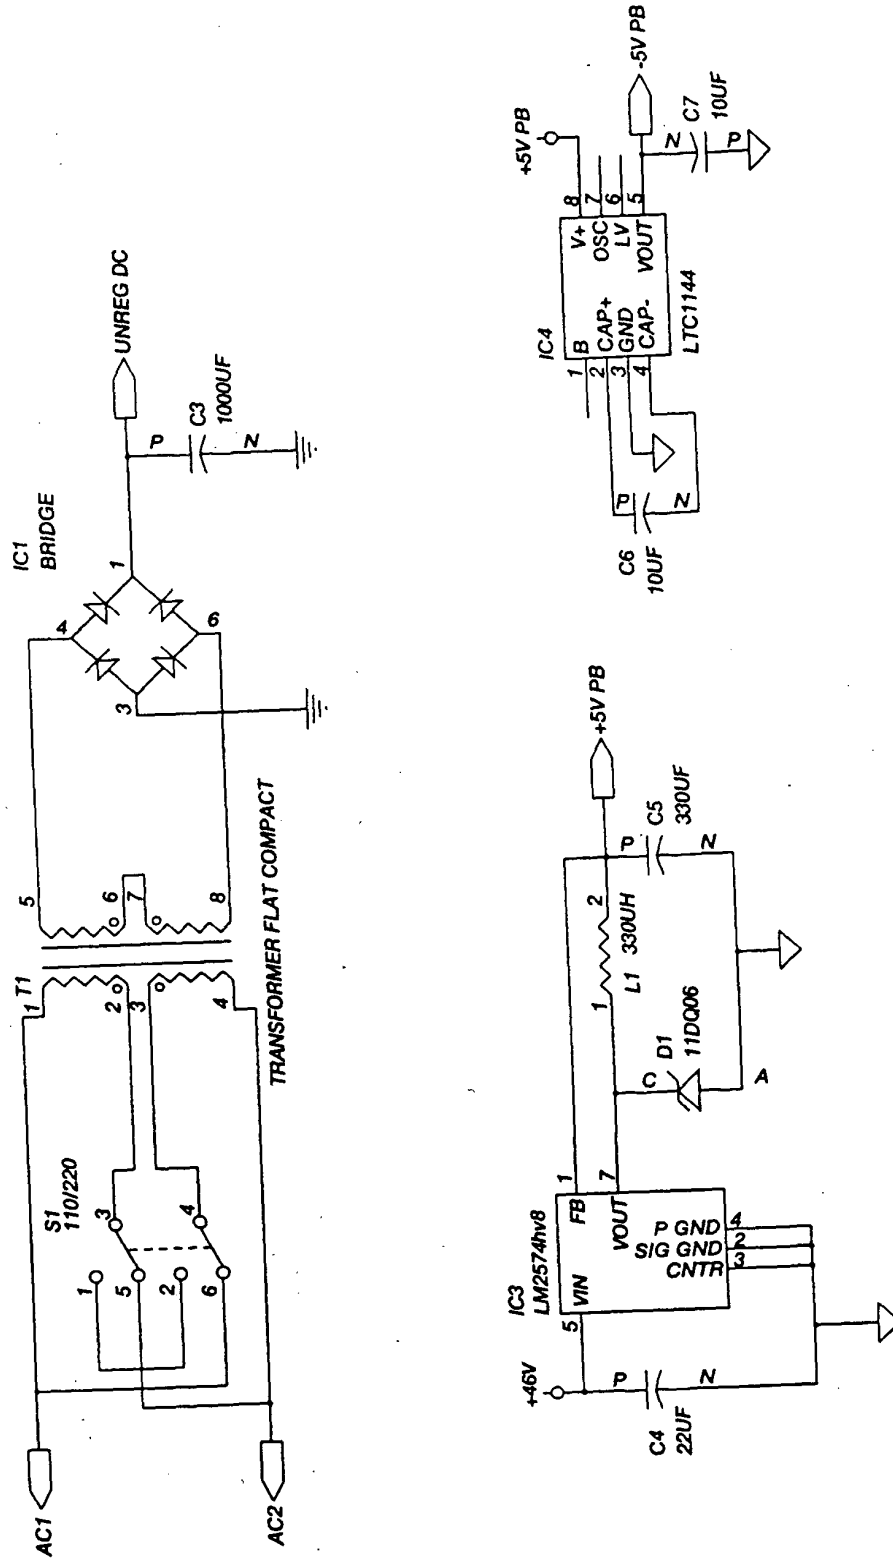 AC1
AC2
S1
110/220
1
5
2
6
3
4
T1
1
2
3
4
5
6
7
8
TRANSFORMER FLAT COMPACT
IC1
BRIDGE
4
1
3
6
UNREG DC
P
C3
1000UF
N
+46V
P
C4
22UF
N
IC3
LM2574hv8
5
VIN
FB
1
VOUT
7
P GND
4
SIG GND
2
CNTR
3
1
2
L1
330UH
C
D1
11DQ06
A
P
C5
330UF
N
+5V PB
C6
10UF
P
N
IC4
1
B
2
CAP+
3
GND
4
CAP-
V+
8
OSC
7
LV
6
VOUT
5
LTC1144
+5V PB
-5V PB
N
C7
10UF
P